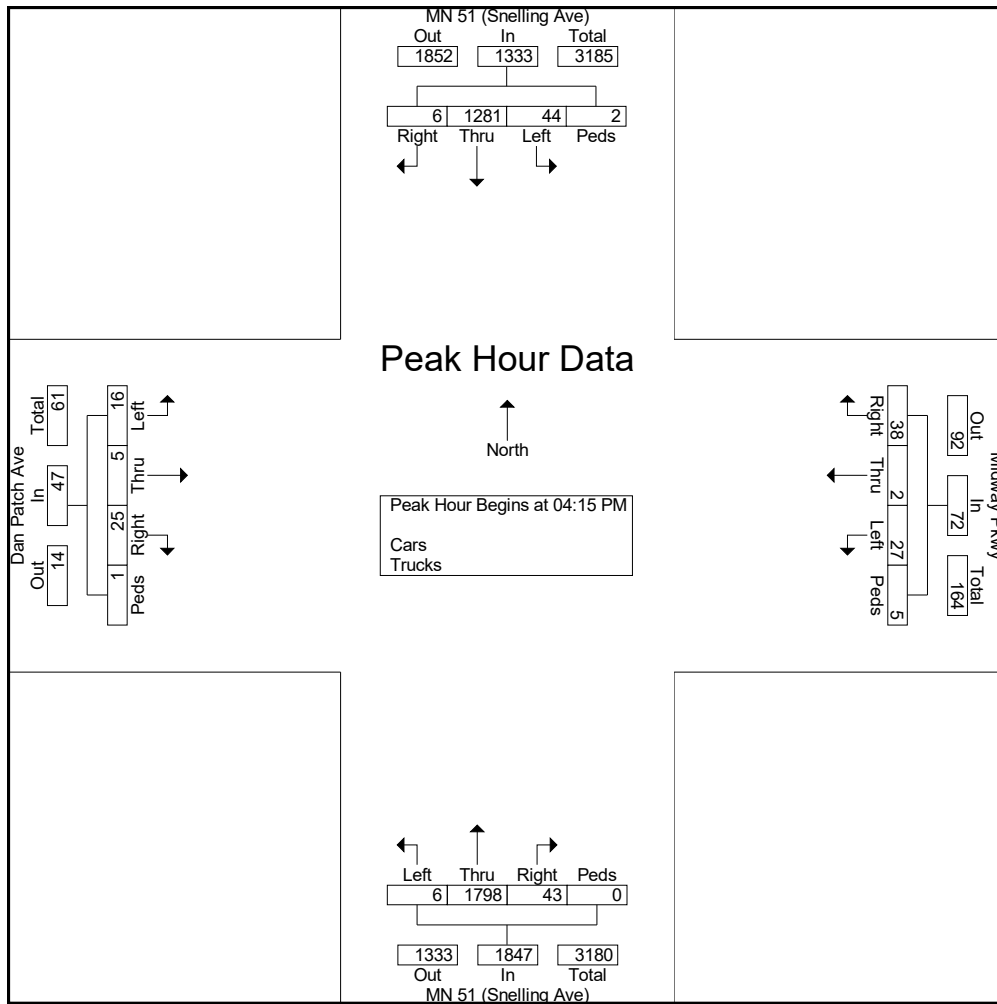 MN 51 (Snelling Ave)
Out In Total
1852 1333 3185
6 1281 44 2
Right Thru Left Peds
Peak Hour Data
North
Peak Hour Begins at 04:15 PM
Cars
Trucks
Dan Patch Ave
Total In Out
61 47 14
16 5 25 1
Left Thru Right Peds
Right Thru Left Peds
38 2 27 5
Out In Total
92 72 164
Midway Pkwy
Left Thru Right Peds
6 1798 43 0
1333 1847 3180
Out In Total
MN 51 (Snelling Ave)